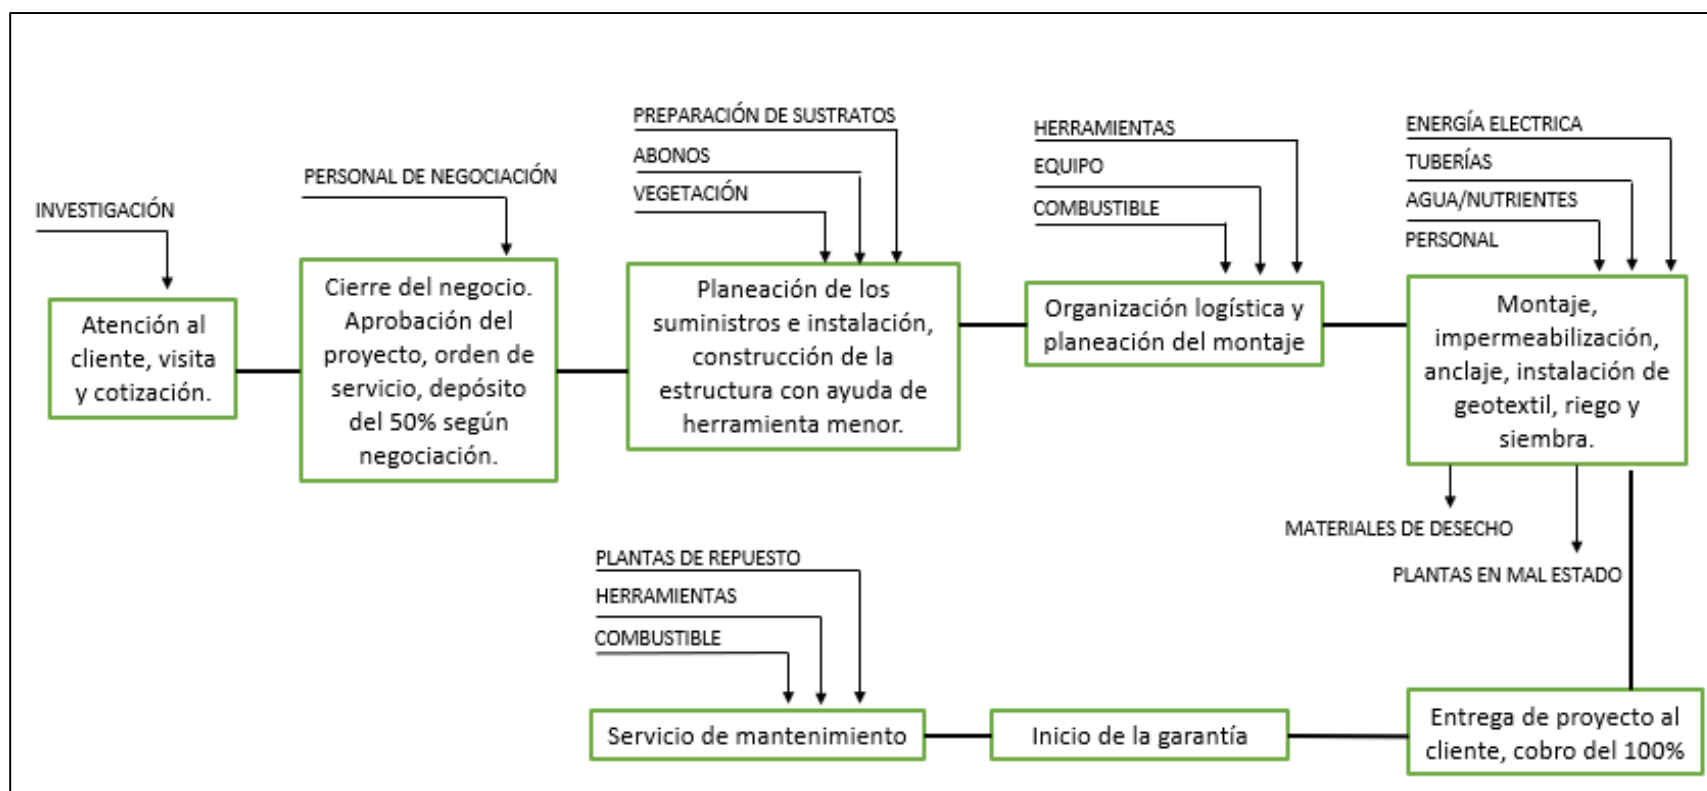 INVESTIGACIÓN
Atención al
cliente, visita
y cotización.
PERSONAL DE NEGOCIACIÓN
Cierre del negocio.
Aprobación del
proyecto, orden de
servicio, depósito
del 50% según
negociación.
PREPARACIÓN DE SUSTRATOS
ABONOS
VEGETACIÓN
Planeación de los
suministros e instalación,
construcción de la
estructura con ayuda de
herramienta menor.
HERRAMIENTAS
EQUIPO
COMBUSTIBLE
Organización logística y
planeación del montaje
ENERGÍA ELECTRICA
TUBERÍAS
AGUA/NUTRIENTES
PERSONAL
Montaje,
impermeabilización,
anclaje, instalación de
geotextil, riego y
siembra.
MATERIALES DE DESECHO
PLANTAS EN MAL ESTADO
Entrega de proyecto al
cliente, cobro del 100%
Inicio de la garantía
PLANTAS DE REPUESTO
HERRAMIENTAS
COMBUSTIBLE
Servicio de mantenimiento